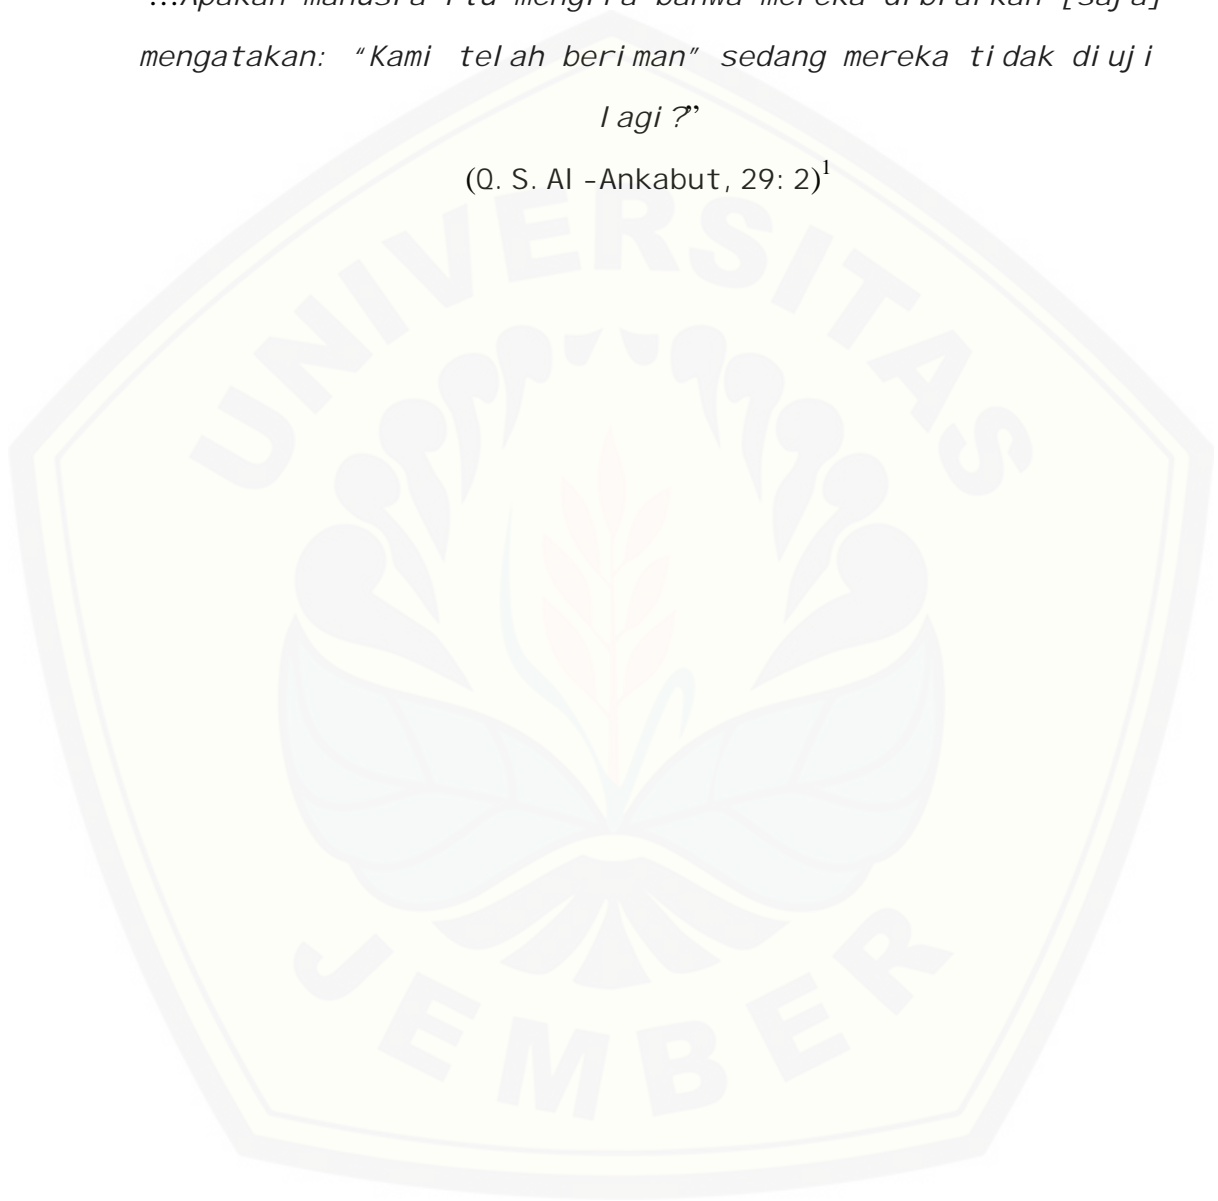 …Apakah manusia itu mengira bahwa mereka dibiarkan [saja]
mengatakan: “Kami telah beriman” sedang mereka tidak diuji
lagi?”
(Q.S. Al-Ankabut, 29: 2)¹
UNIVERSITAS
JEMBER